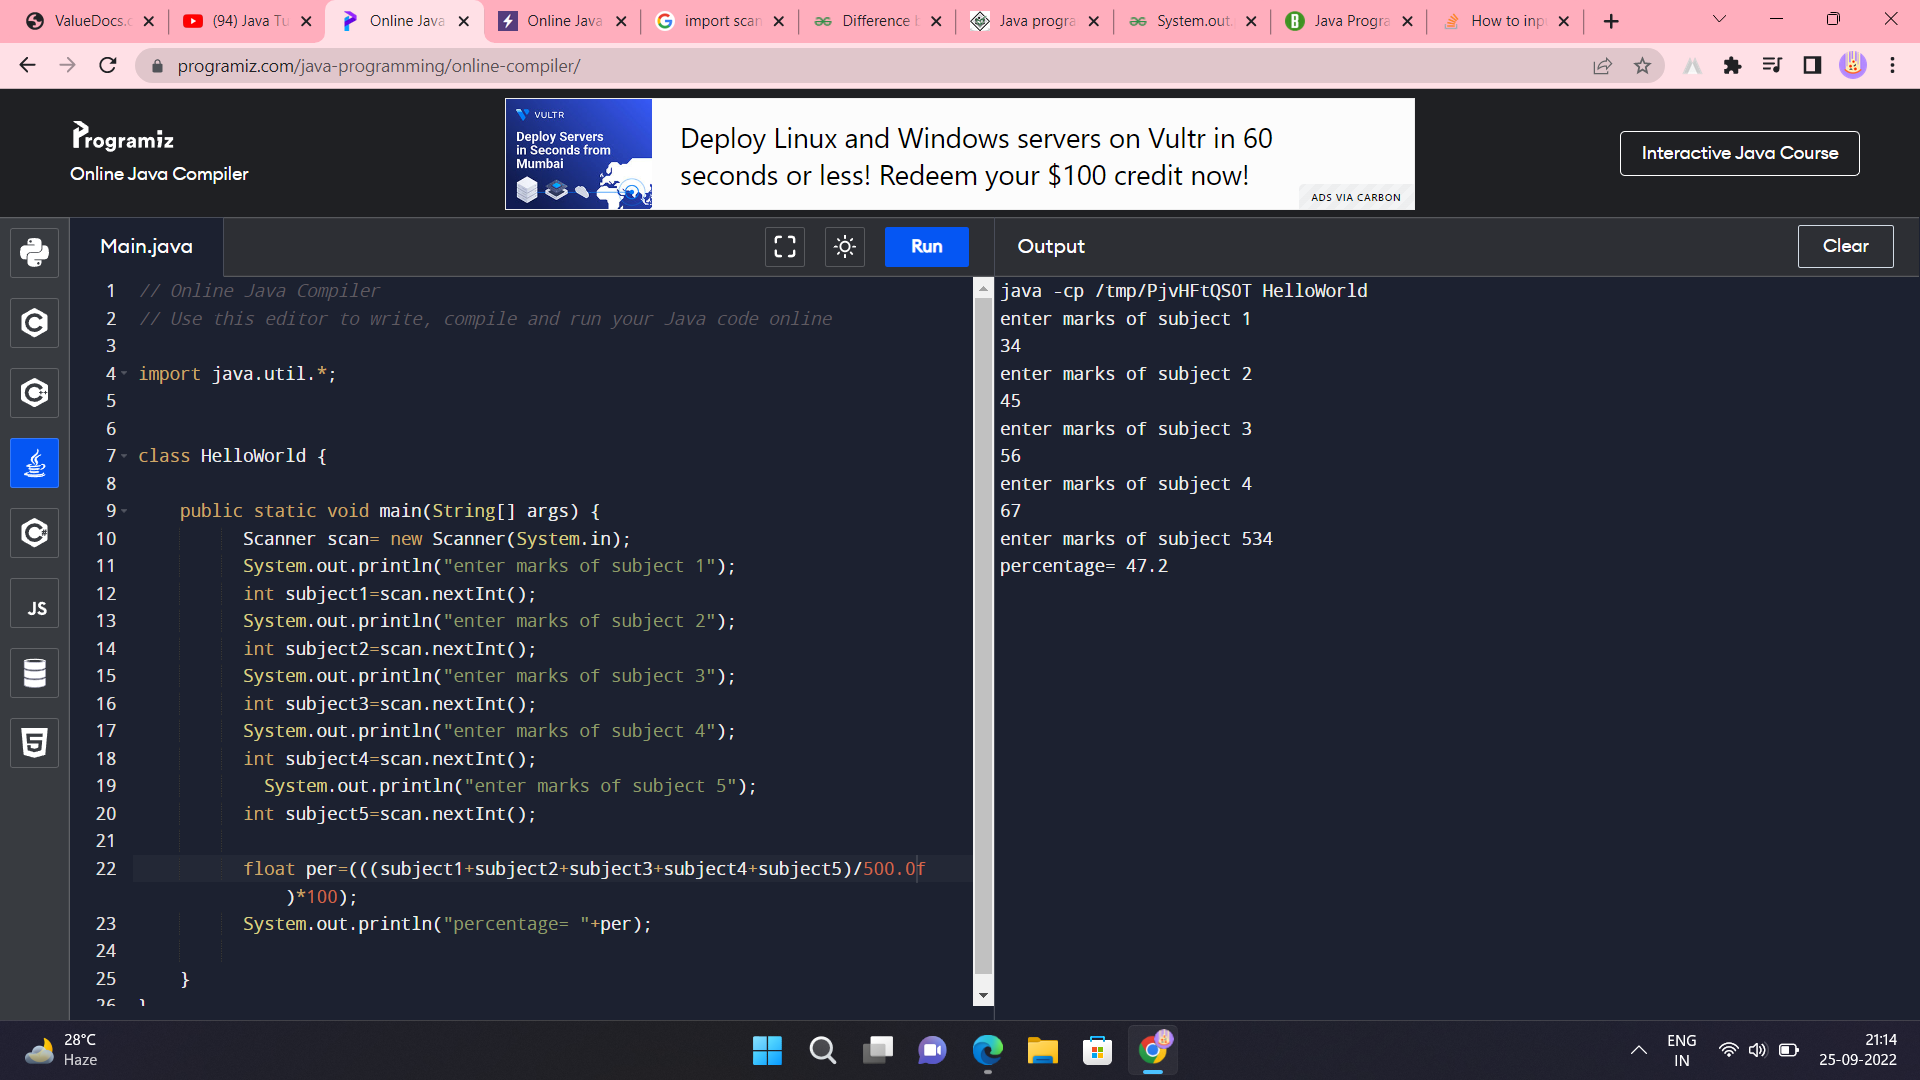 ValueDocs.c
(94) Java Tu
Online Java
Online Java
import scan
Difference b
Java progra
System.out.
Java Progra
How to inp
programiz.com/java-programming/online-compiler/
Programiz
Online Java Compiler
VULTR
Deploy Servers
in Seconds from
Mumbai
Deploy Linux and Windows servers on Vultr in 60
seconds or less! Redeem your $100 credit now!
ADS VIA CARBON
Interactive Java Course
Main.java
Run
Output
Clear
1 // Online Java Compiler
2 // Use this editor to write, compile and run your Java code online
3
4 import java.util.*;
5
6
7 class HelloWorld {
8
9 public static void main(String[] args) {
10 Scanner scan= new Scanner(System.in);
11 System.out.println("enter marks of subject 1");
12 int subject1=scan.nextInt();
13 System.out.println("enter marks of subject 2");
14 int subject2=scan.nextInt();
15 System.out.println("enter marks of subject 3");
16 int subject3=scan.nextInt();
17 System.out.println("enter marks of subject 4");
18 int subject4=scan.nextInt();
19 System.out.println("enter marks of subject 5");
20 int subject5=scan.nextInt();
21
22 float per=(((subject1+subject2+subject3+subject4+subject5)/500.0f
)*100);
23 System.out.println("percentage= "+per);
24
25 }
26 }
java -cp /tmp/PjvHFtQSOT HelloWorld
enter marks of subject 1
34
enter marks of subject 2
45
enter marks of subject 3
56
enter marks of subject 4
67
enter marks of subject 534
percentage= 47.2
JS
28°C
Haze
ENG
IN
21:14
25-09-2022